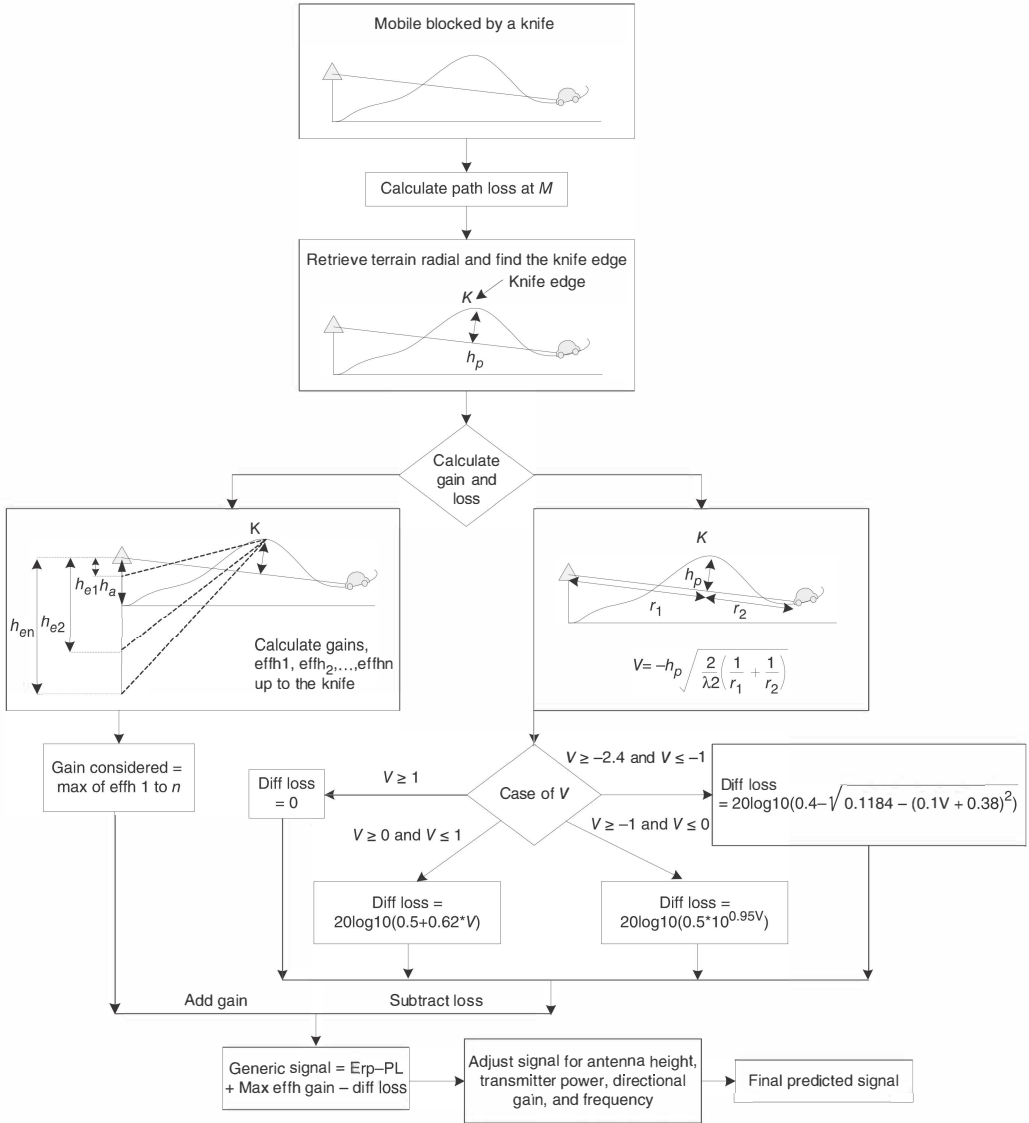 Mobile blocked by a knife
Calculate path loss at M
Retrieve terrain radial and find the knife edge
Knife edge
K
h_p
Calculate
gain and
loss
K
h_{e1} h_a
h_{e2}
h_{en}
Calculate gains,
effh1, effh_2,...,effhn
up to the knife
K
h_p
r_1
r_2
V= –h_p√(2/λ2(1/r_1 + 1/r_2))
Gain considered =
max of effh 1 to n
Diff loss
= 0
V ≥ 1
Case of V
V ≥ –2.4 and V ≤ –1
Diff loss
= 20log10(0.4–√0.1184 – (0.1V + 0.38)^2)
V ≥ 0 and V ≤ 1
V ≥ –1 and V ≤ 0
Diff loss =
20log10(0.5+0.62*V)
Diff loss =
20log10(0.5*10^{0.95V})
Add gain
Subtract loss
Generic signal = Erp–PL
+ Max effh gain – diff loss
Adjust signal for antenna height,
transmitter power, directional
gain, and frequency
Final predicted signal